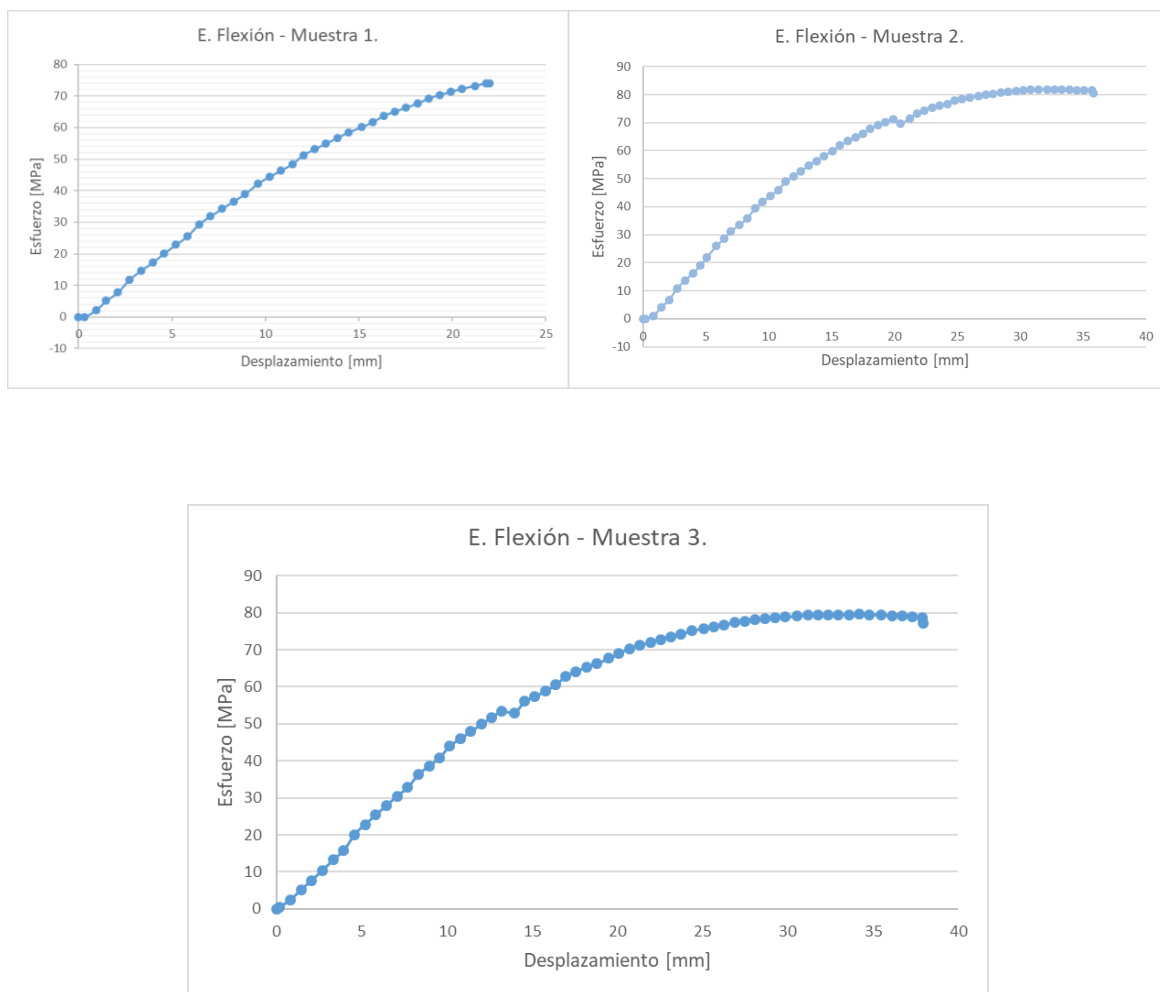 E. Flexión - Muestra 1.
80
70
60
50
40
30
20
10
0
-10
0 5 10 15 20 25
Esfuerzo [MPa]
Desplazamiento [mm]
E. Flexión - Muestra 2.
90
80
70
60
50
40
30
20
10
0
-10
0 5 10 15 20 25 30 35 40
Esfuerzo [MPa]
Desplazamiento [mm]
E. Flexión - Muestra 3.
90
80
70
60
50
40
30
20
10
0
0 5 10 15 20 25 30 35 40
Esfuerzo [MPa]
Desplazamiento [mm]